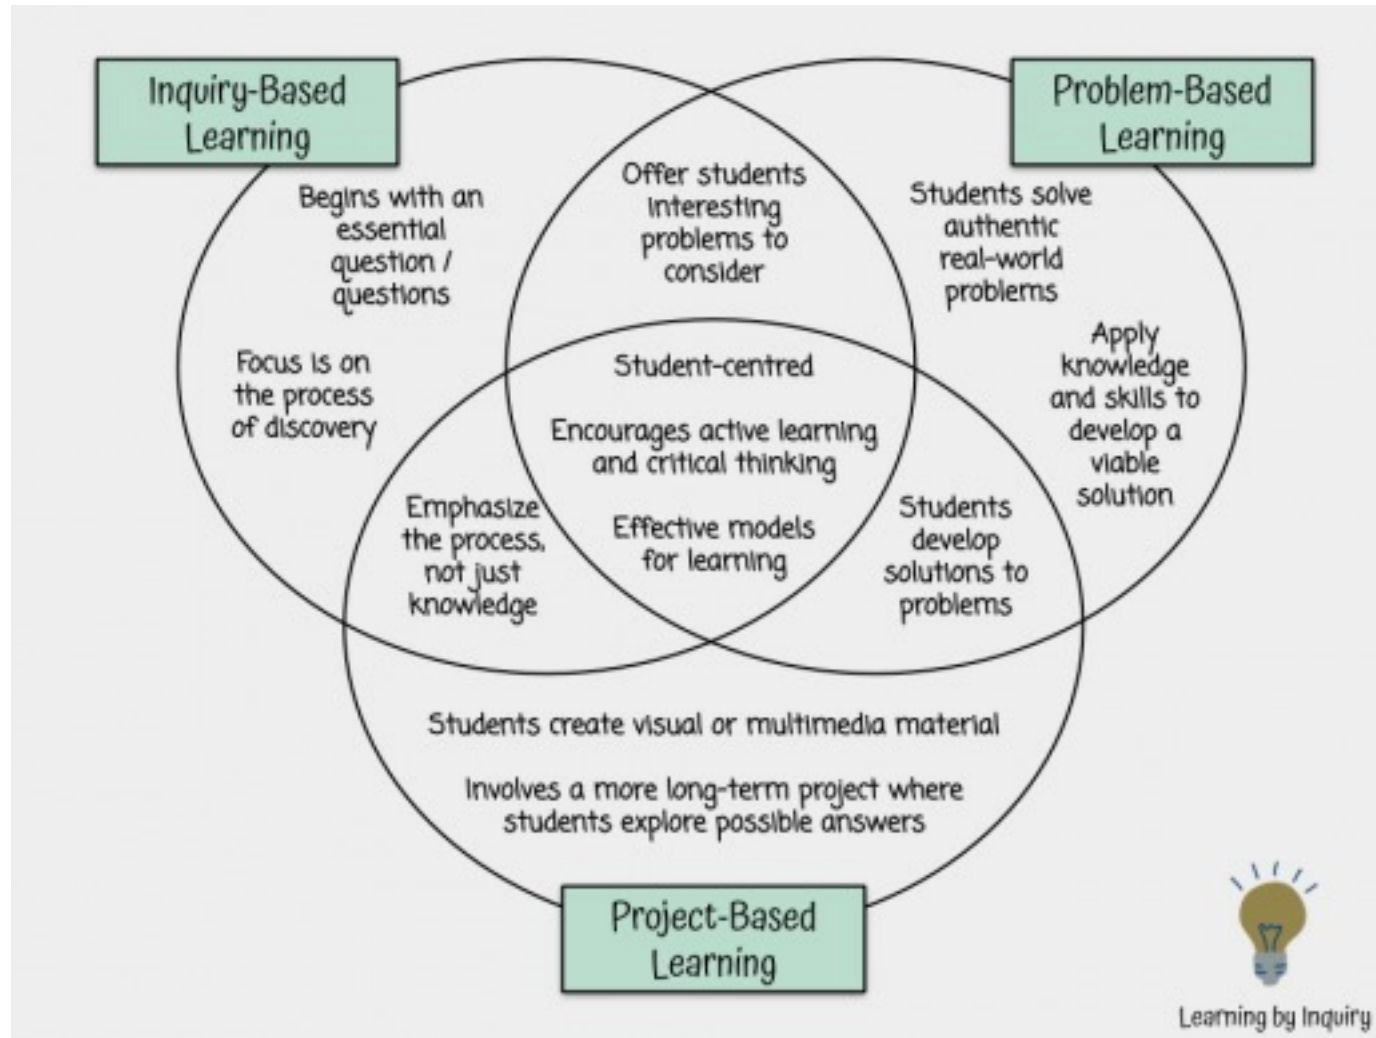 Inquiry-Based
Learning
Problem-Based
Learning
Begins with an
essential
question /
questions
Focus is on
the process
of discovery
Offer students
interesting
problems to
consider
Students solve
authentic
real-world
problems
Apply
knowledge
and skills to
develop a
viable
solution
Student-centred
Encourages active learning
and critical thinking
Effective models
for learning
Emphasize
the process,
not just
knowledge
Students
develop
solutions to
problems
Students create visual or multimedia material
Involves a more long-term project where
students explore possible answers
Project-Based
Learning
Learning by Inquiry